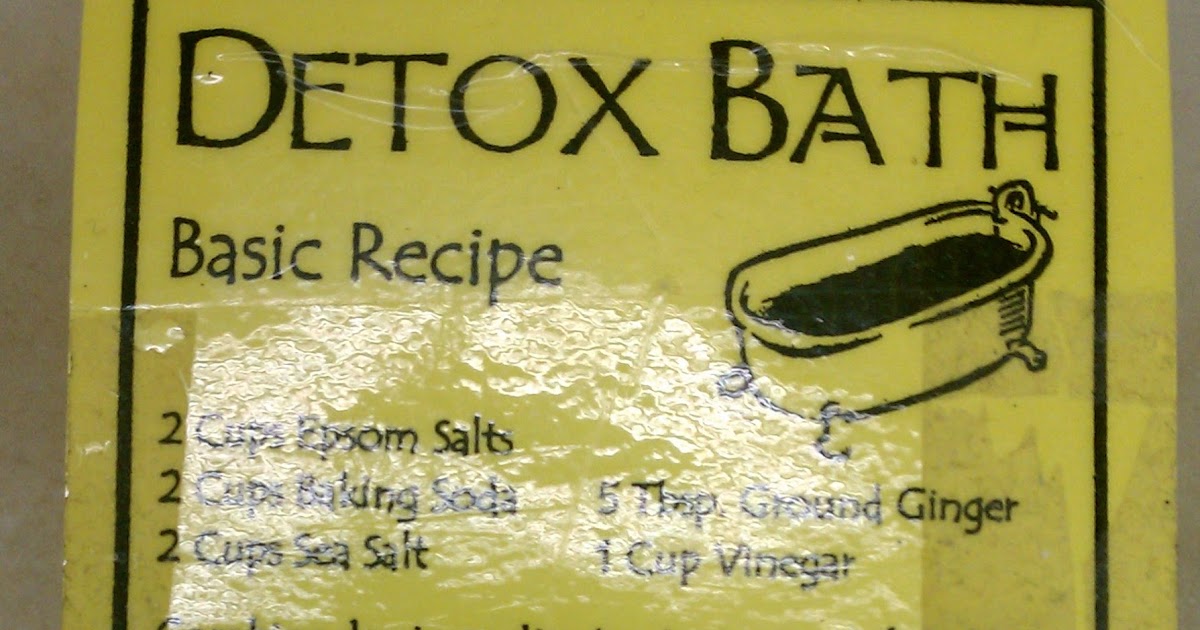 DETOX BATH
Basic Recipe
2 Cups Epsom Salts
2 Cups Baking Soda
2 Cups Sea Salt
5 Tbsp. Ground Ginger
1 Cup Vinegar